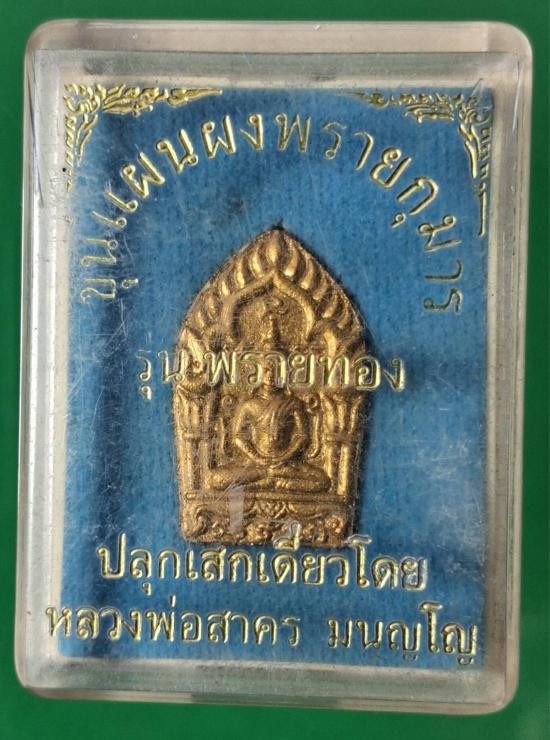 ขุนแผนผงพรายกุมาร
รุ่น พรายทอง
ปลุกเสกเดี่ยวโดย
หลวงพ่อสาคร มนุญโญ